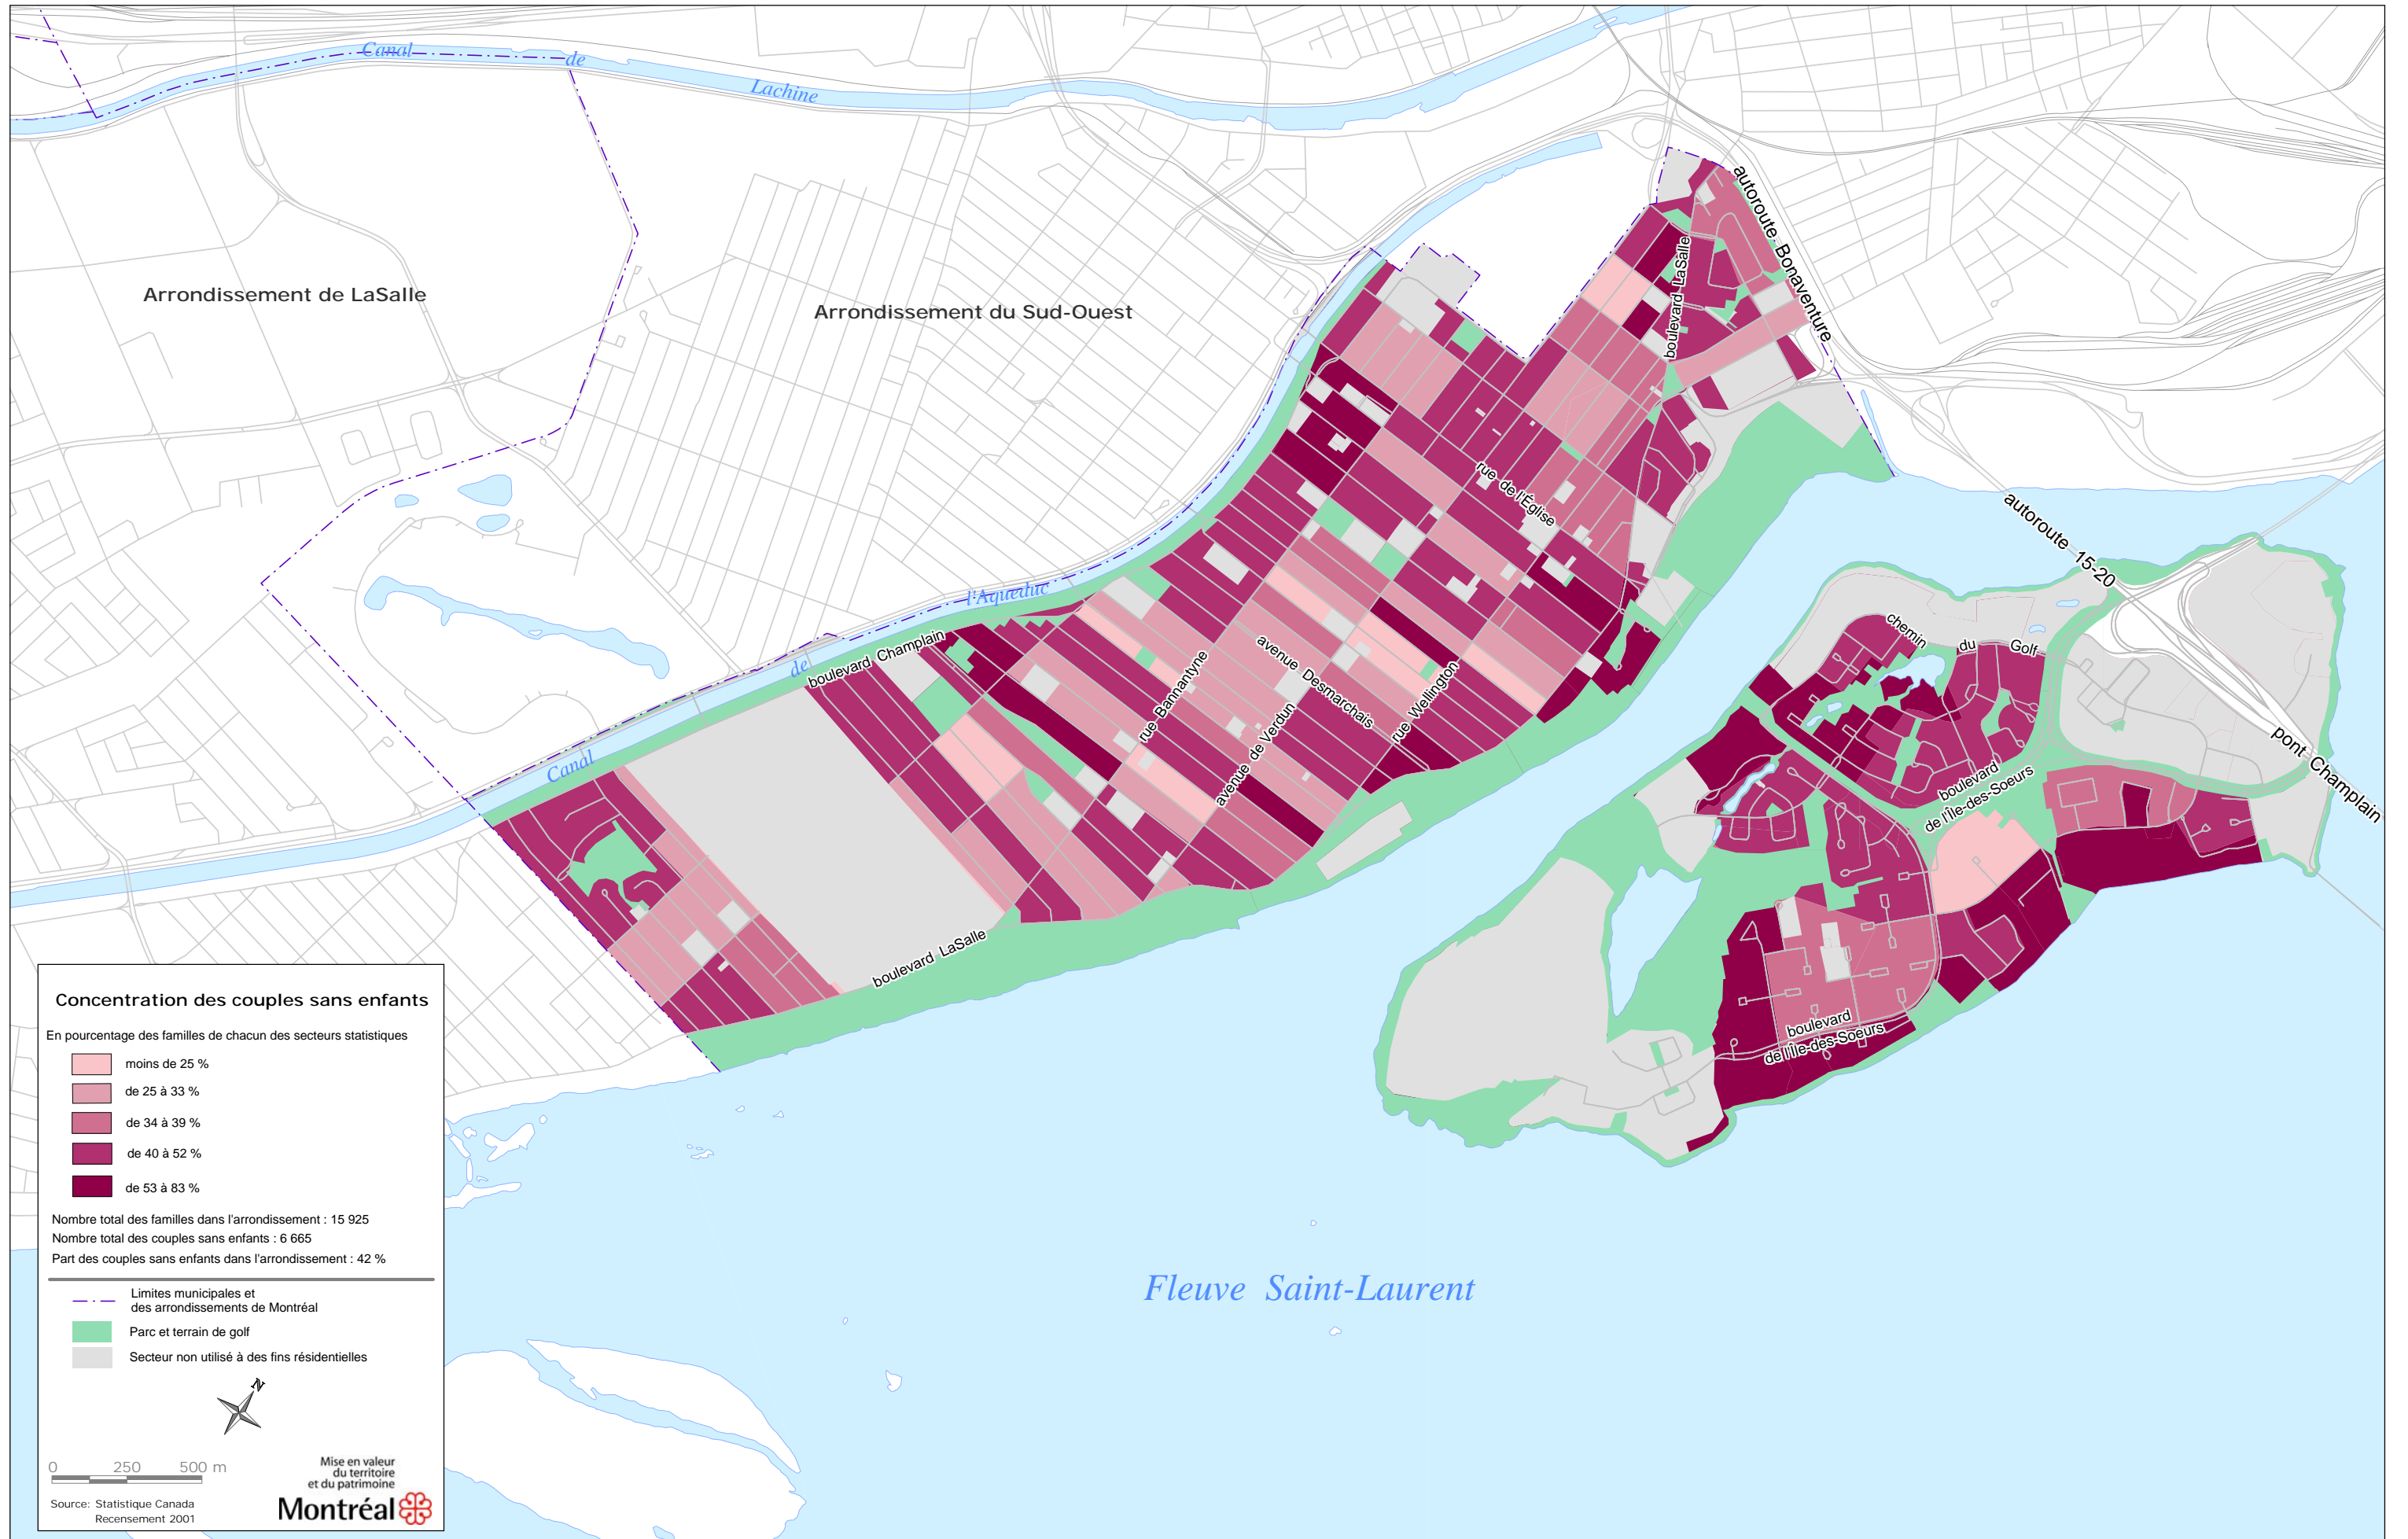 Canal
de
Lachine
Arrondissement de LaSalle
Arrondissement du Sud-Ouest
autoroute Bonaventure
boulevard LaSalle
rue de l'Église
autoroute 15-20
l'Aqueduc
de
Canal
boulevard Champlain
rue Bannantyne
avenue Desmarchais
avenue de Verdun
rue Wellington
chemin du Golf
pont Champlain
boulevard
de l'Île-des-Soeurs
boulevard LaSalle
boulevard
de l'Île-des-Soeurs
Fleuve Saint-Laurent
Concentration des couples sans enfants
En pourcentage des familles de chacun des secteurs statistiques
moins de 25 %
de 25 à 33 %
de 34 à 39 %
de 40 à 52 %
de 53 à 83 %
Nombre total des familles dans l'arrondissement : 15 925
Nombre total des couples sans enfants : 6 665
Part des couples sans enfants dans l'arrondissement : 42 %
Limites municipales et
des arrondissements de Montréal
Parc et terrain de golf
Secteur non utilisé à des fins résidentielles
N
0 250 500 m
Source: Statistique Canada
Recensement 2001
Mise en valeur
du territoire
et du patrimoine
Montréal